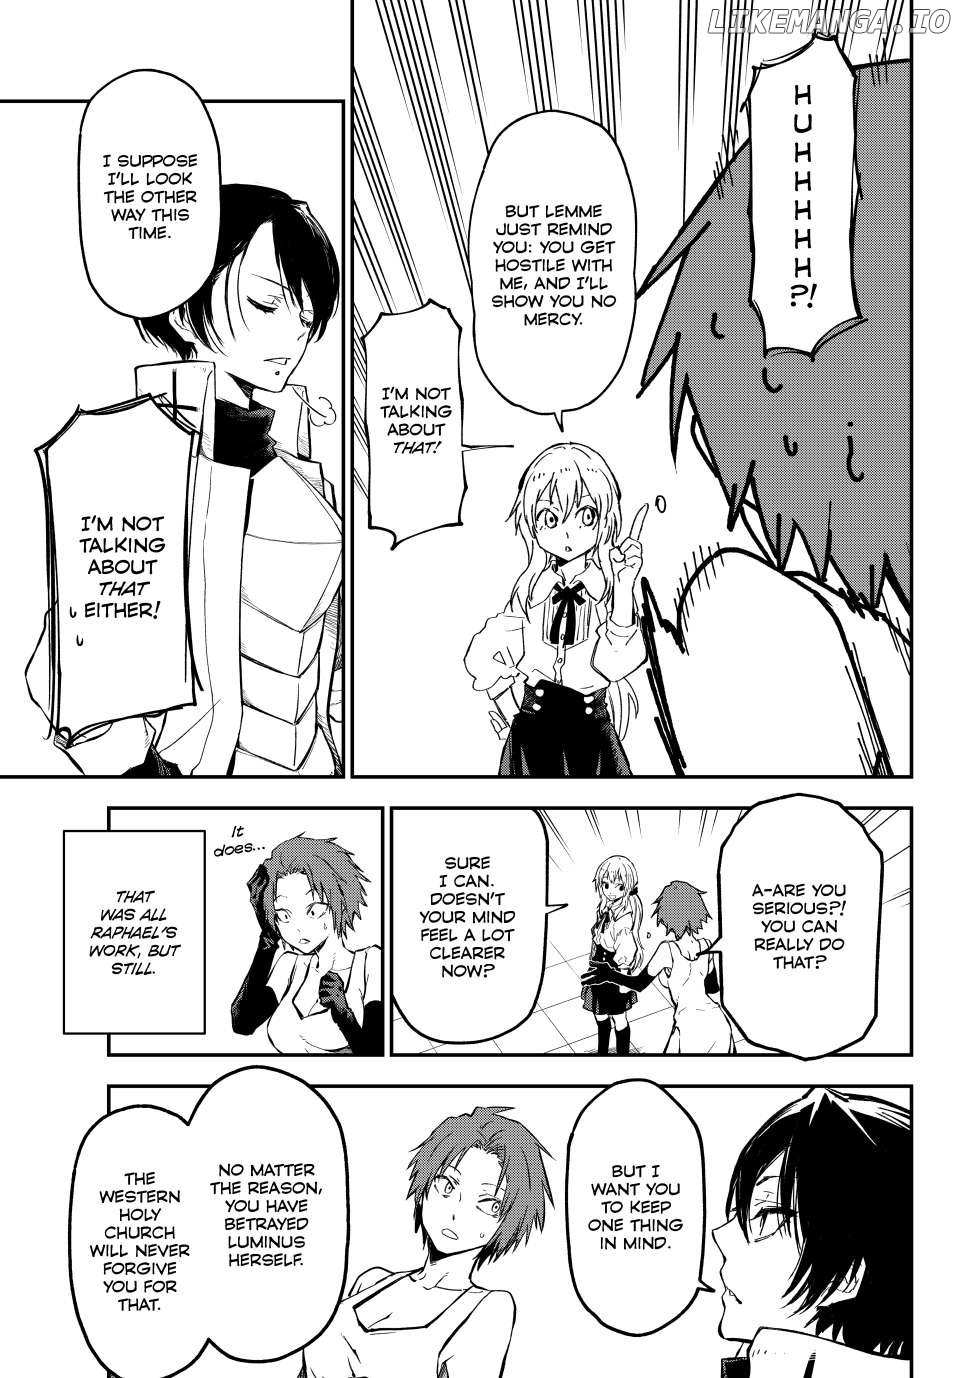 LIKEMANGA.IO
HUHHHHH?!
BUT LEMME
JUST REMIND
YOU: YOU GET
HOSTILE WITH
ME, AND I'LL
SHOW YOU NO
MERCY.
I'M NOT
TALKING
ABOUT
THAT!
I SUPPOSE
I'LL LOOK
THE OTHER
WAY THIS
TIME.
I'M NOT
TALKING
ABOUT
THAT
EITHER!
A-ARE YOU
SERIOUS?!
YOU CAN
REALLY DO
THAT?
SURE
I CAN.
DOESN'T
YOUR MIND
FEEL A LOT
CLEARER
NOW?
It
does...
THAT
WAS ALL
RAPHAEL'S
WORK, BUT
STILL.
BUT I
WANT YOU
TO KEEP
ONE THING
IN MIND.
NO MATTER
THE REASON,
YOU HAVE
BETRAYED
LUMINUS
HERSELF.
THE
WESTERN
HOLY
CHURCH
WILL NEVER
FORGIVE
YOU FOR
THAT.